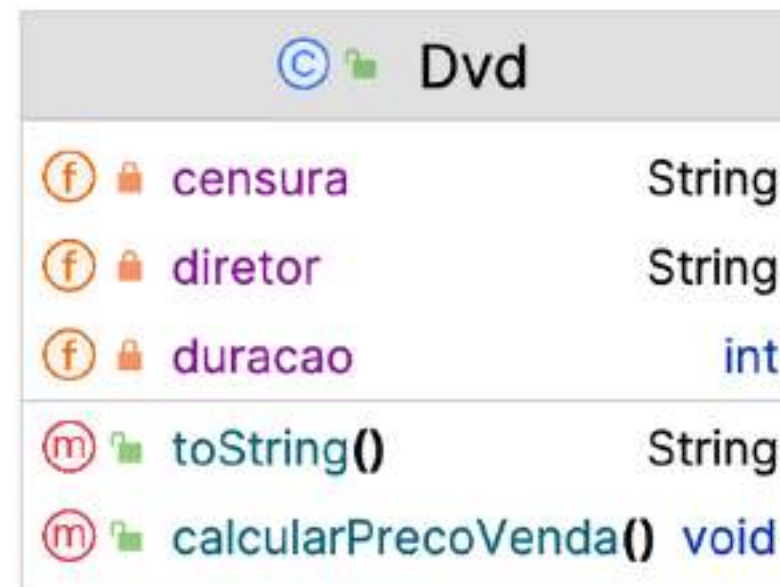 © Dvd
f censura String
f diretor String
f duracao int
m toString() String
m calcularPrecoVenda() void